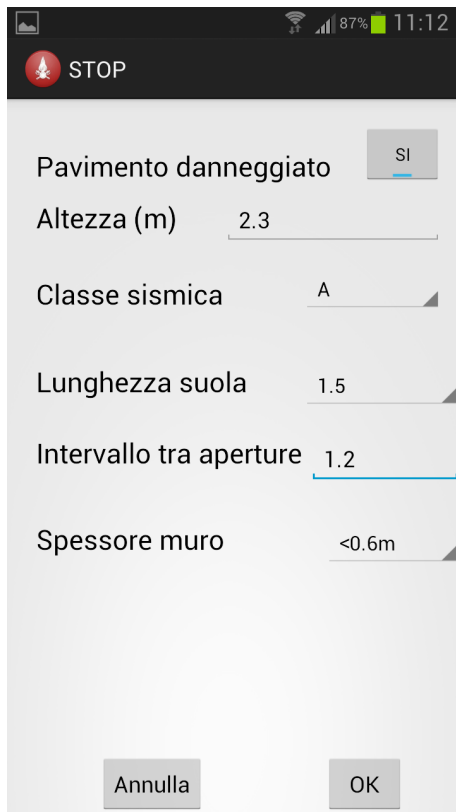 87% 11:12
STOP
Pavimento danneggiato SI
Altezza (m) 2.3
Classe sismica A
Lunghezza suola 1.5
Intervallo tra aperture 1.2
Spessore muro <0.6m
Annulla OK